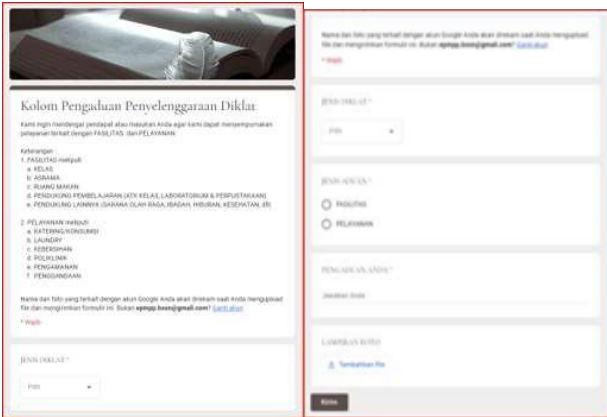 Kolom Pengaduan Penyelenggaraan Diklat
Kami ingin mendengar pendapat atau masukan Anda agar kami dapat menyempurnakan
pelayanan terkait dengan FASILITAS dan PELAYANAN
Keterangan :
1. FASILITAS meliputi
a. KELAS
b. ASRAMA
c. RUANG MAKAN
d. PENDUKUNG PEMBELAJARAN (ATK KELAS, LABORATORIUM & PERPUSTAKAAN)
e. PENDUKUNG LAINNYA (SARANA OLAH RAGA, IBADAH, HIBURAN, KESEHATAN, dll)
2. PELAYANAN meliputi
a. KATERING/KONSUMSI
b. LAUNDRY
c. KEBERSIHAN
d. POLIKLINIK
e. PENGAMANAN
f. PENGGANDAAN
Nama dan foto yang terkait dengan akun Google Anda akan direkam saat Anda mengupload
file dan mengirimkan formulir ini. Bukan @gmail.com? Ganti akun
* Wajib
JENIS DIKLAT *
Pilih
Nama dan foto yang terkait dengan akun Google Anda akan direkam saat Anda mengupload
file dan mengirimkan formulir ini. Bukan @gmail.com? Ganti akun
* Wajib
JENIS DIKLAT *
Pilih
JENIS ADUAN *
FASILITAS
PELAYANAN
PENGADUAN ANDA *
Jawaban Anda
LAMPIRAN FOTO
Tambahkan file
Kirim